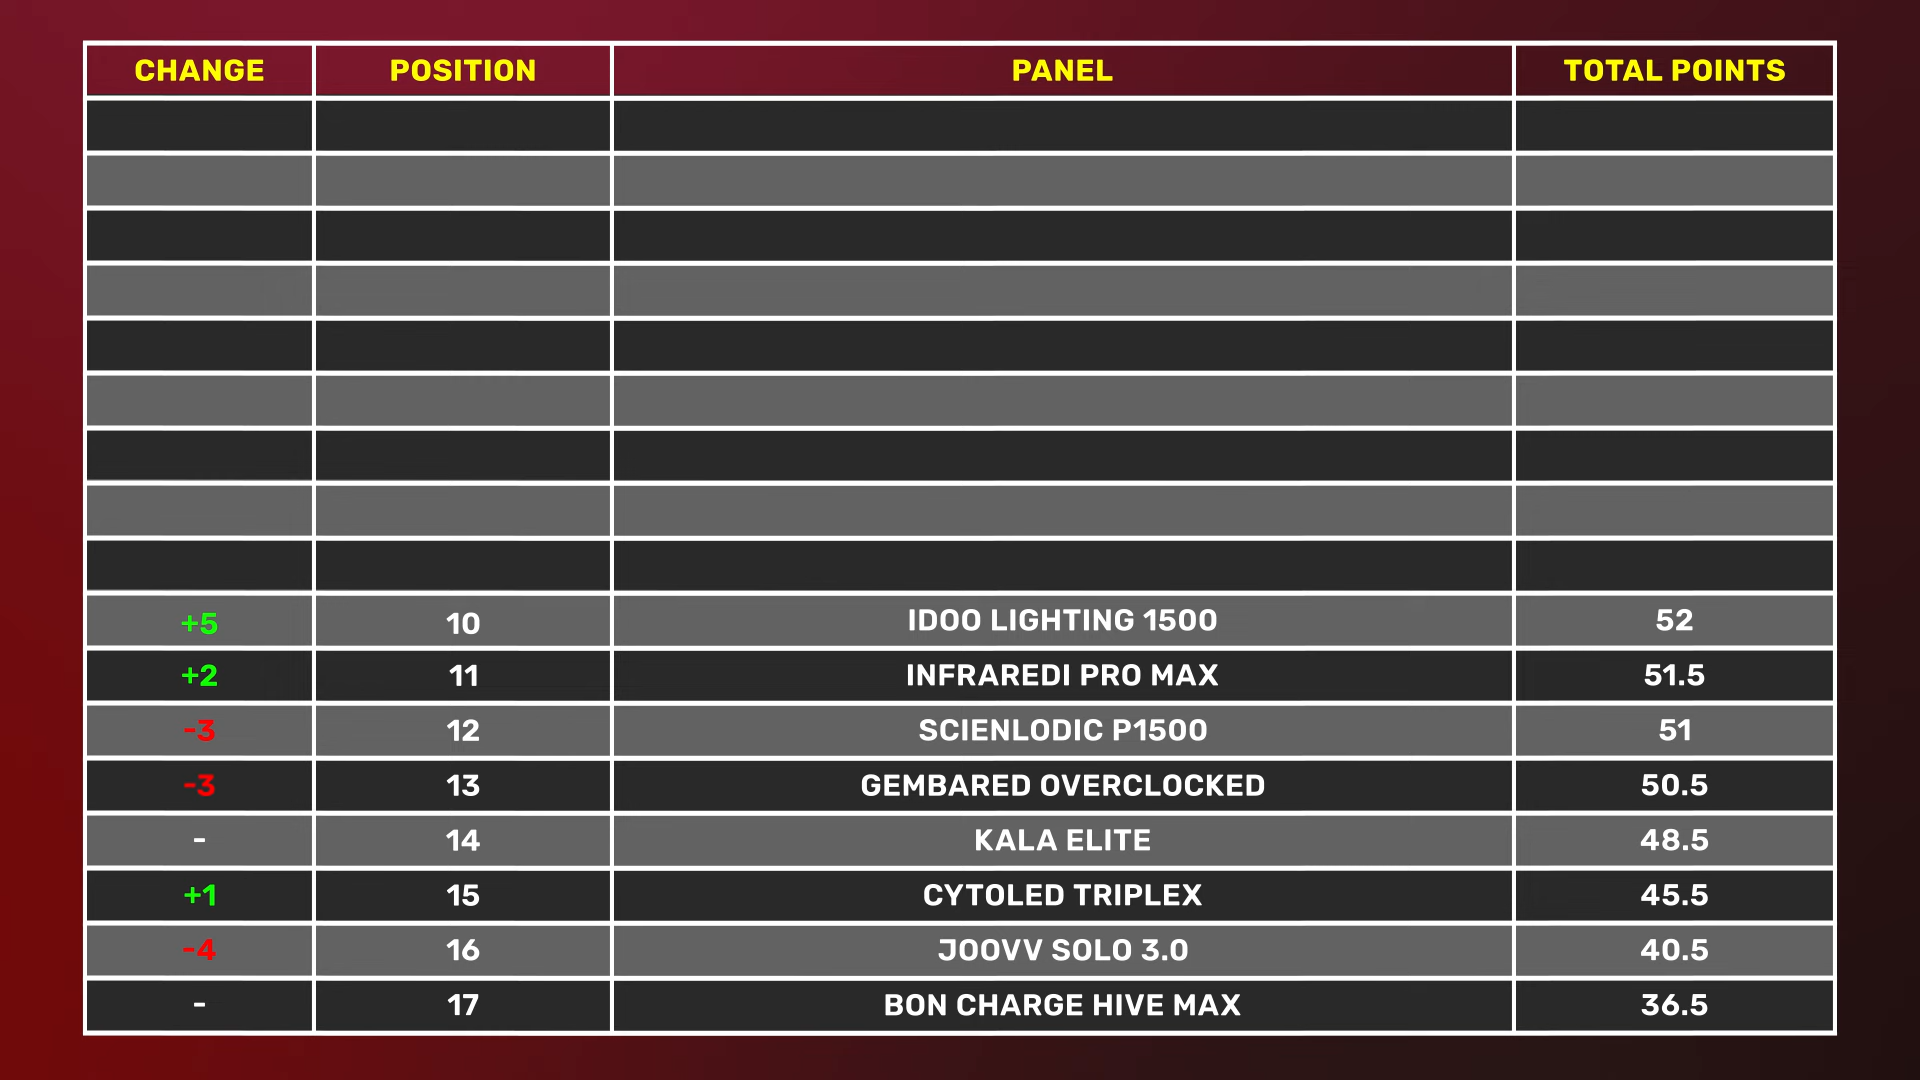 CHANGE POSITION PANEL TOTAL POINTS
+5 10 IDOO LIGHTING 1500 52
+2 11 INFRAREDI PRO MAX 51.5
-3 12 SCIENLODIC P1500 51
-3 13 GEMBARED OVERCLOCKED 50.5
- 14 KALA ELITE 48.5
+1 15 CYTOLED TRIPLEX 45.5
-4 16 JOOVV SOLO 3.0 40.5
- 17 BON CHARGE HIVE MAX 36.5